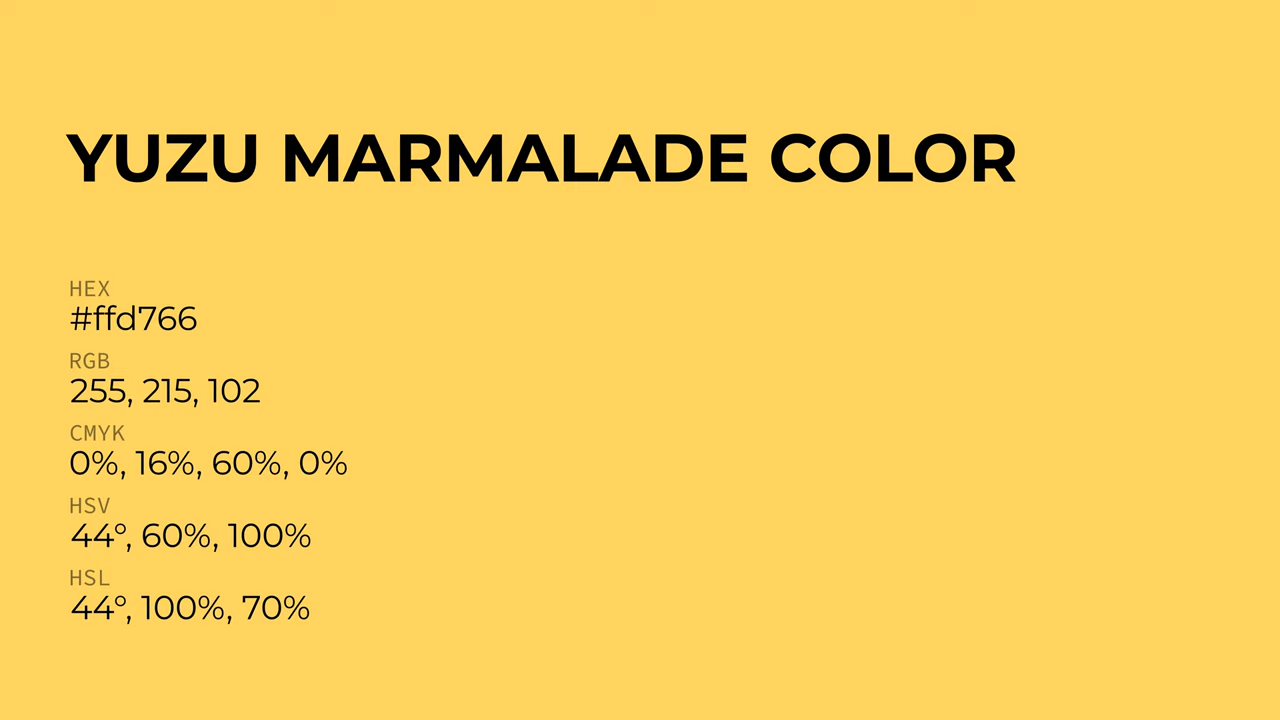 YUZU MARMALADE COLOR
HEX
#ffd766
RGB
255, 215, 102
CMYK
0%, 16%, 60%, 0%
HSV
44°, 60%, 100%
HSL
44°, 100%, 70%